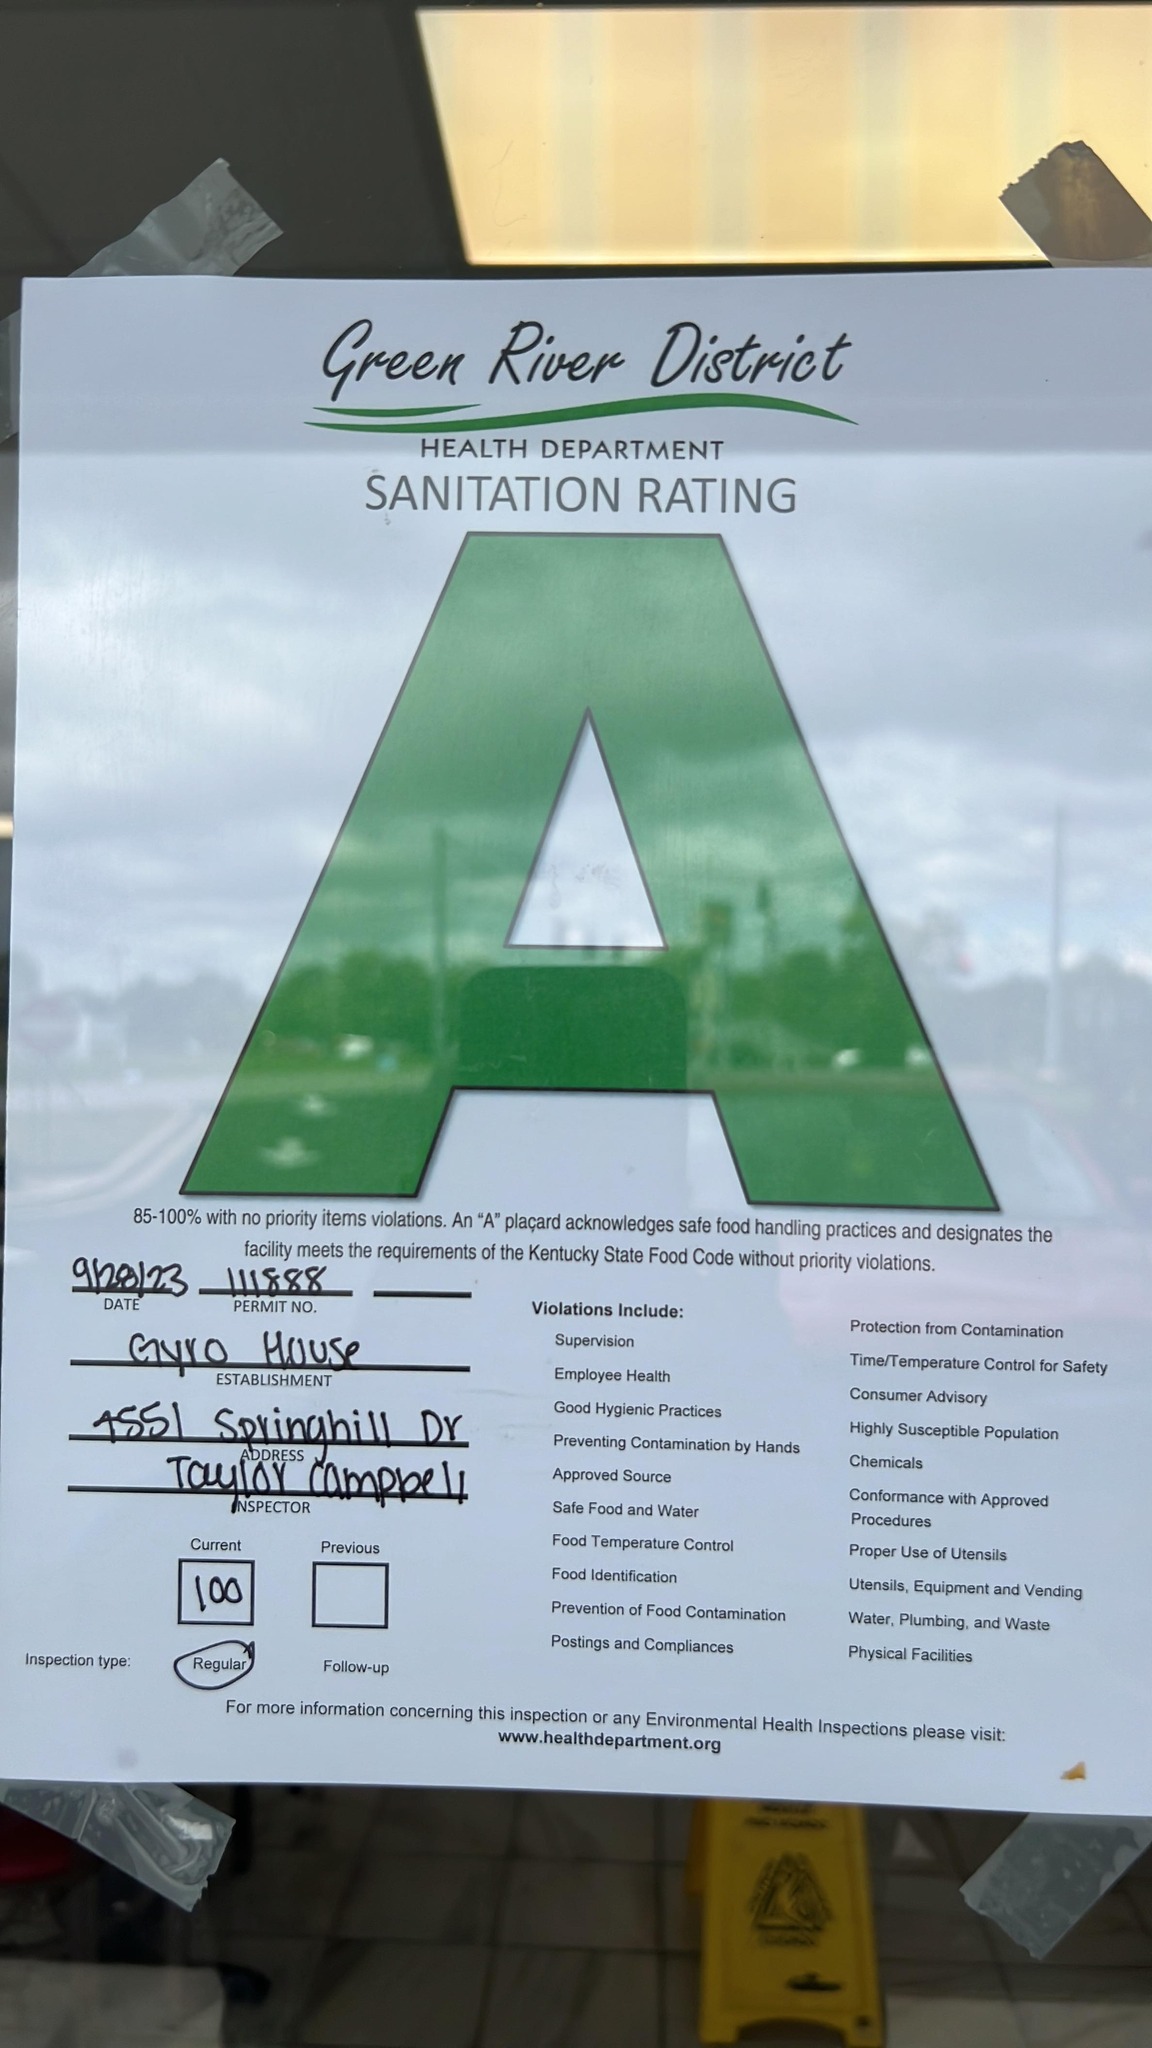 Green River District
HEALTH DEPARTMENT
SANITATION RATING
A
85-100% with no priority items violations. An “A” plaçard acknowledges safe food handling practices and designates the
facility meets the requirements of the Kentucky State Food Code without priority violations.
9/28/23 111888
DATE PERMIT NO.
Gyro House
ESTABLISHMENT
4551 Springhill Dr
ADDRESS
Taylor Campbell
INSPECTOR
Current Previous
100
Inspection type: Regular Follow-up
Violations Include:
Supervision
Employee Health
Good Hygienic Practices
Preventing Contamination by Hands
Approved Source
Safe Food and Water
Food Temperature Control
Food Identification
Prevention of Food Contamination
Postings and Compliances
Protection from Contamination
Time/Temperature Control for Safety
Consumer Advisory
Highly Susceptible Population
Chemicals
Conformance with Approved
Procedures
Proper Use of Utensils
Utensils, Equipment and Vending
Water, Plumbing, and Waste
Physical Facilities
For more information concerning this inspection or any Environmental Health Inspections please visit:
www.healthdepartment.org